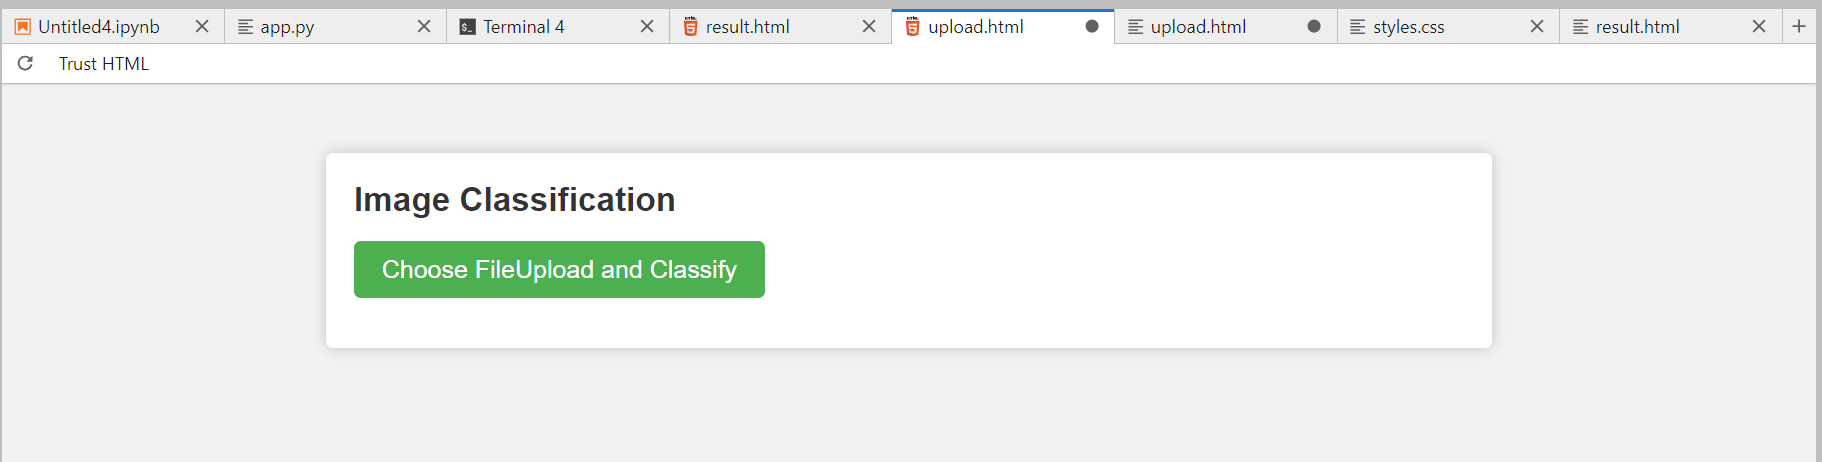 Untitled4.ipynb app.py Terminal 4 result.html upload.html upload.html styles.css result.html
Trust HTML
Image Classification
Choose FileUpload and Classify